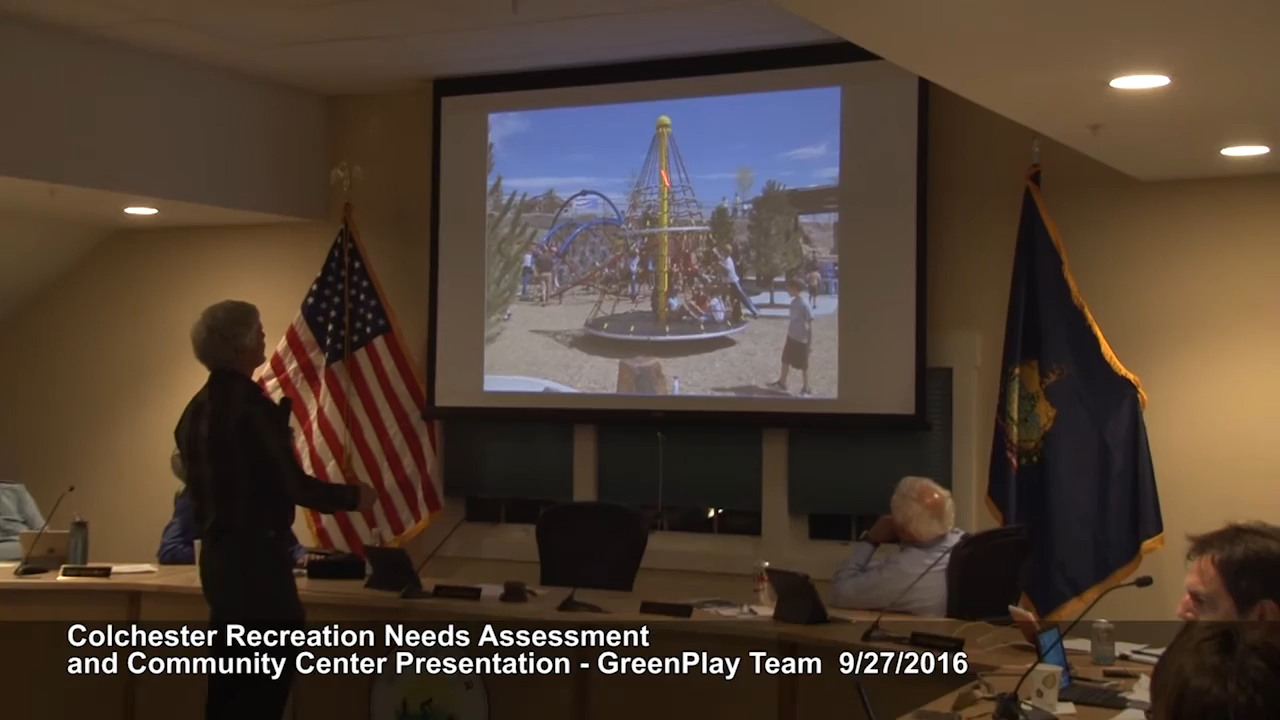 Colchester Recreation Needs Assessment
and Community Center Presentation - GreenPlay Team 9/27/2016